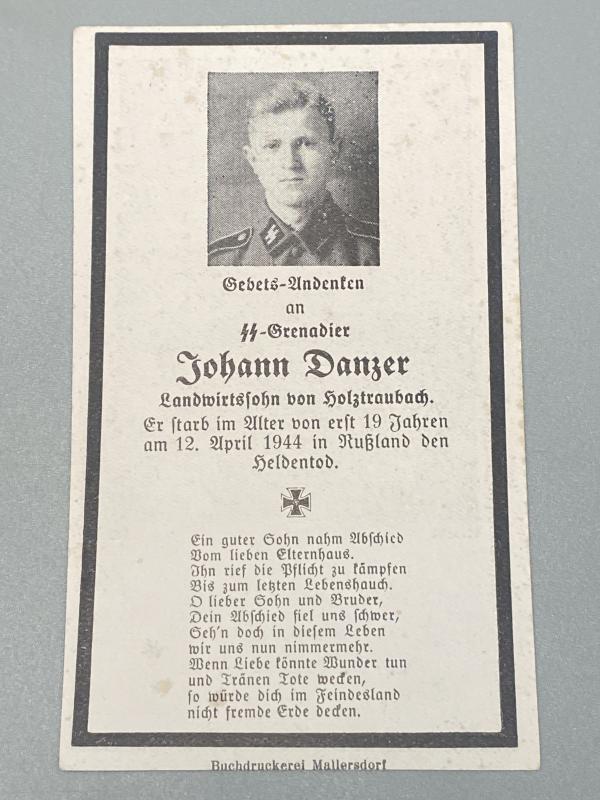 Gebets-Andenken
an
SS-Grenadier
Johann Danzer
Landwirtssohn von Holztraubach.
Er starb im Alter von erst 19 Jahren
am 12. April 1944 in Rußland den
Heldentod.
Ein guter Sohn nahm Abschied
Vom lieben Elternhaus.
Ihn rief die Pflicht zu kämpfen
Bis zum letzten Lebenshauch.
O lieber Sohn und Bruder,
Dein Abschied fiel uns schwer,
Seh'n doch in diesem Leben
wir uns nun nimmermehr.
Wenn Liebe könnte Wunder tun
und Tränen Tote wecken,
so würde dich im Feindesland
nicht fremde Erde decken.
Buchdruckerei Mallersdorf